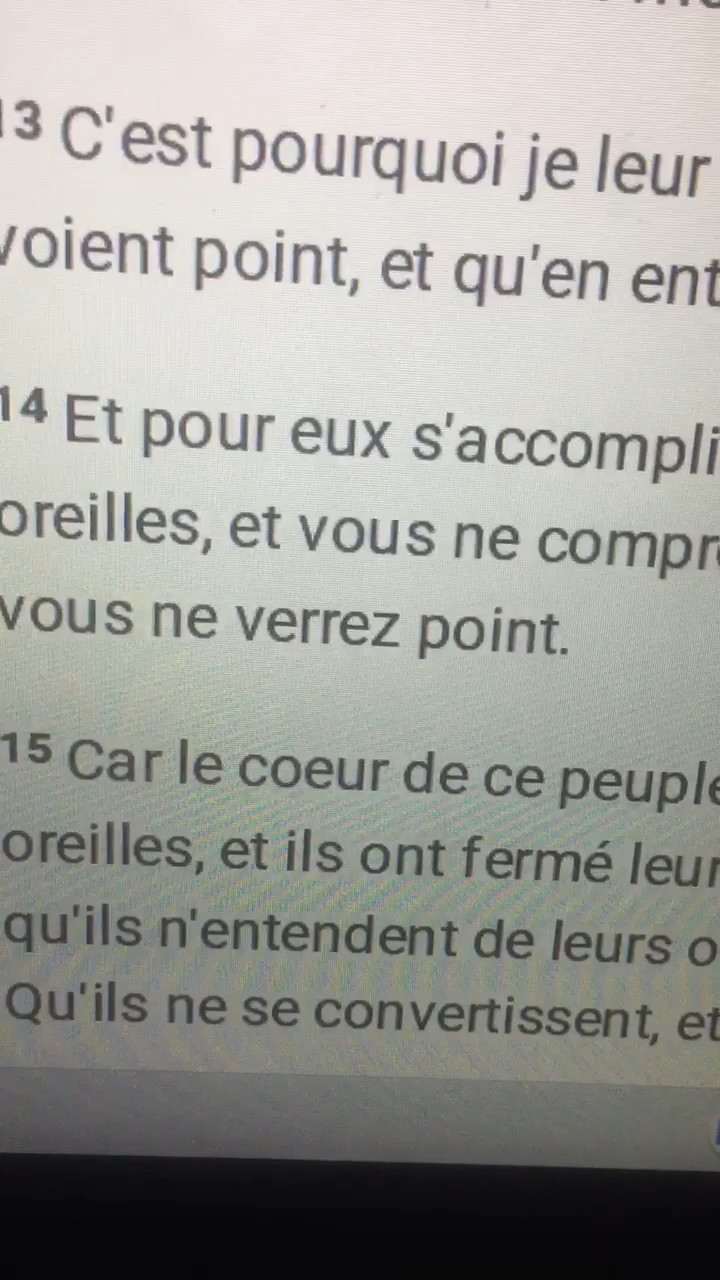 13 C'est pourquoi je leur
voient point, et qu'en ent
14 Et pour eux s'accompli
oreilles, et vous ne compr
vous ne verrez point.
15 Car le coeur de ce peuple
oreilles, et ils ont fermé leur
qu'ils n'entendent de leurs o
Qu'ils ne se convertissent, et